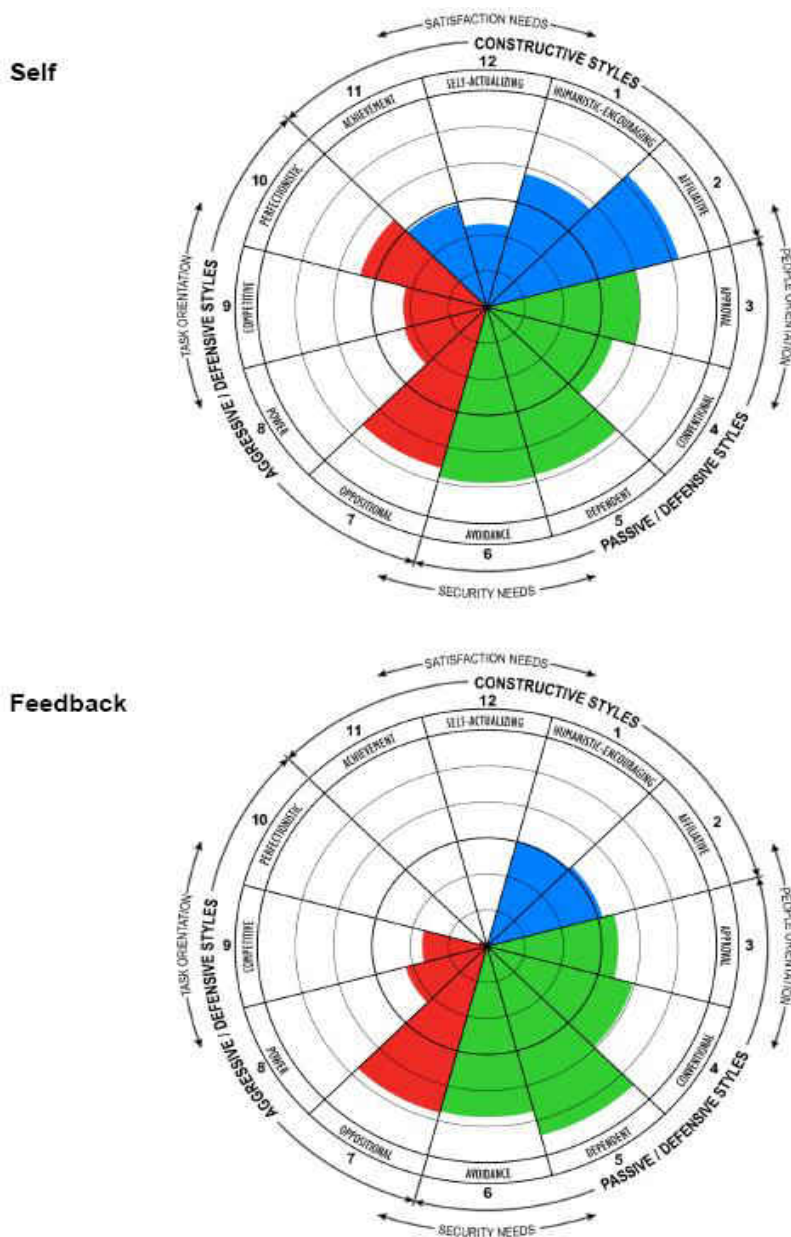 Self
SATISFACTION NEEDS
CONSTRUCTIVE STYLES
12
SELF-ACTUALIZING
1
HUMANISTIC-ENCOURAGING
2
AFFILIATIVE
PEOPLE ORIENTATION
3
APPROVAL
4
CONVENTIONAL
PASSIVE / DEFENSIVE STYLES
5
DEPENDENT
6
AVOIDANCE
SECURITY NEEDS
7
OPPOSITIONAL
8
POWER
AGGRESSIVE / DEFENSIVE STYLES
TASK ORIENTATION
9
COMPETITIVE
10
PERFECTIONISTIC
11
ACHIEVEMENT
Feedback
SATISFACTION NEEDS
CONSTRUCTIVE STYLES
12
SELF-ACTUALIZING
1
HUMANISTIC-ENCOURAGING
2
AFFILIATIVE
PEOPLE ORIENTATION
3
APPROVAL
4
CONVENTIONAL
PASSIVE / DEFENSIVE STYLES
5
DEPENDENT
6
AVOIDANCE
SECURITY NEEDS
7
OPPOSITIONAL
8
POWER
AGGRESSIVE / DEFENSIVE STYLES
TASK ORIENTATION
9
COMPETITIVE
10
PERFECTIONISTIC
11
ACHIEVEMENT